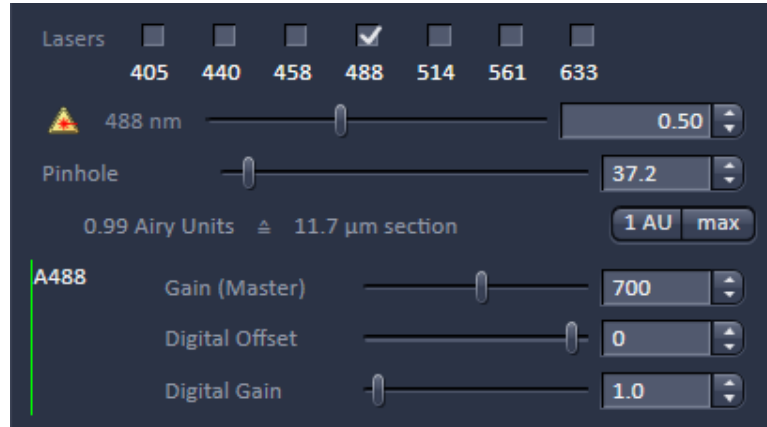 Lasers
405 440 458 488 514 561 633
488 nm 0.50
Pinhole 37.2
0.99 Airy Units ≙ 11.7 µm section 1 AU max
A488 Gain (Master) 700
Digital Offset 0
Digital Gain 1.0